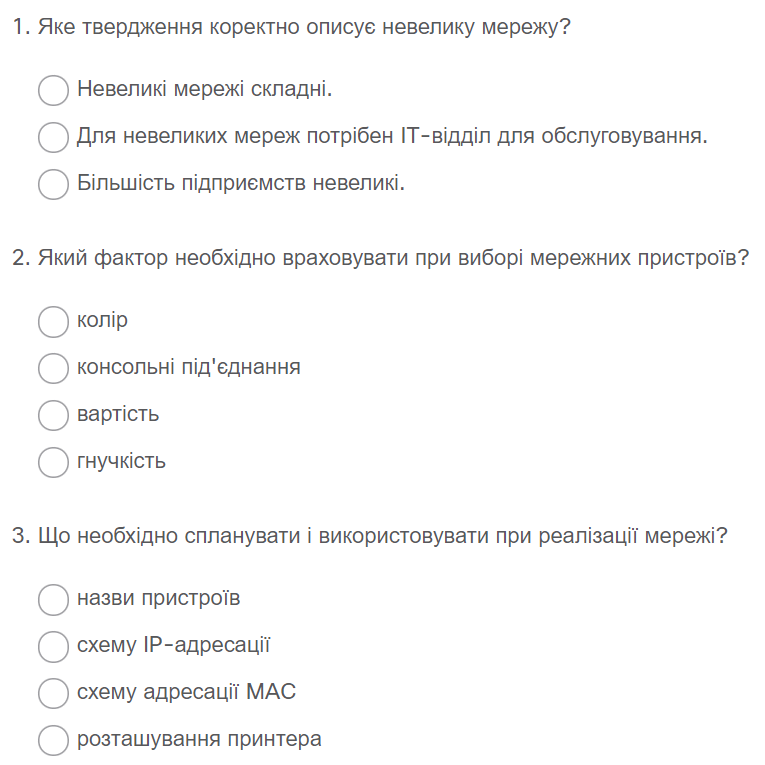 1. Яке твердження коректно описує невелику мережу?
Невеликі мережі складні.
Для невеликих мереж потрібен ІТ-відділ для обслуговування.
Більшість підприємств невеликі.
2. Який фактор необхідно враховувати при виборі мережних пристроїв?
колір
консольні під'єднання
вартість
гнучкість
3. Що необхідно спланувати і використовувати при реалізації мережі?
назви пристроїв
схему IP-адресації
схему адресації MAC
розташування принтера